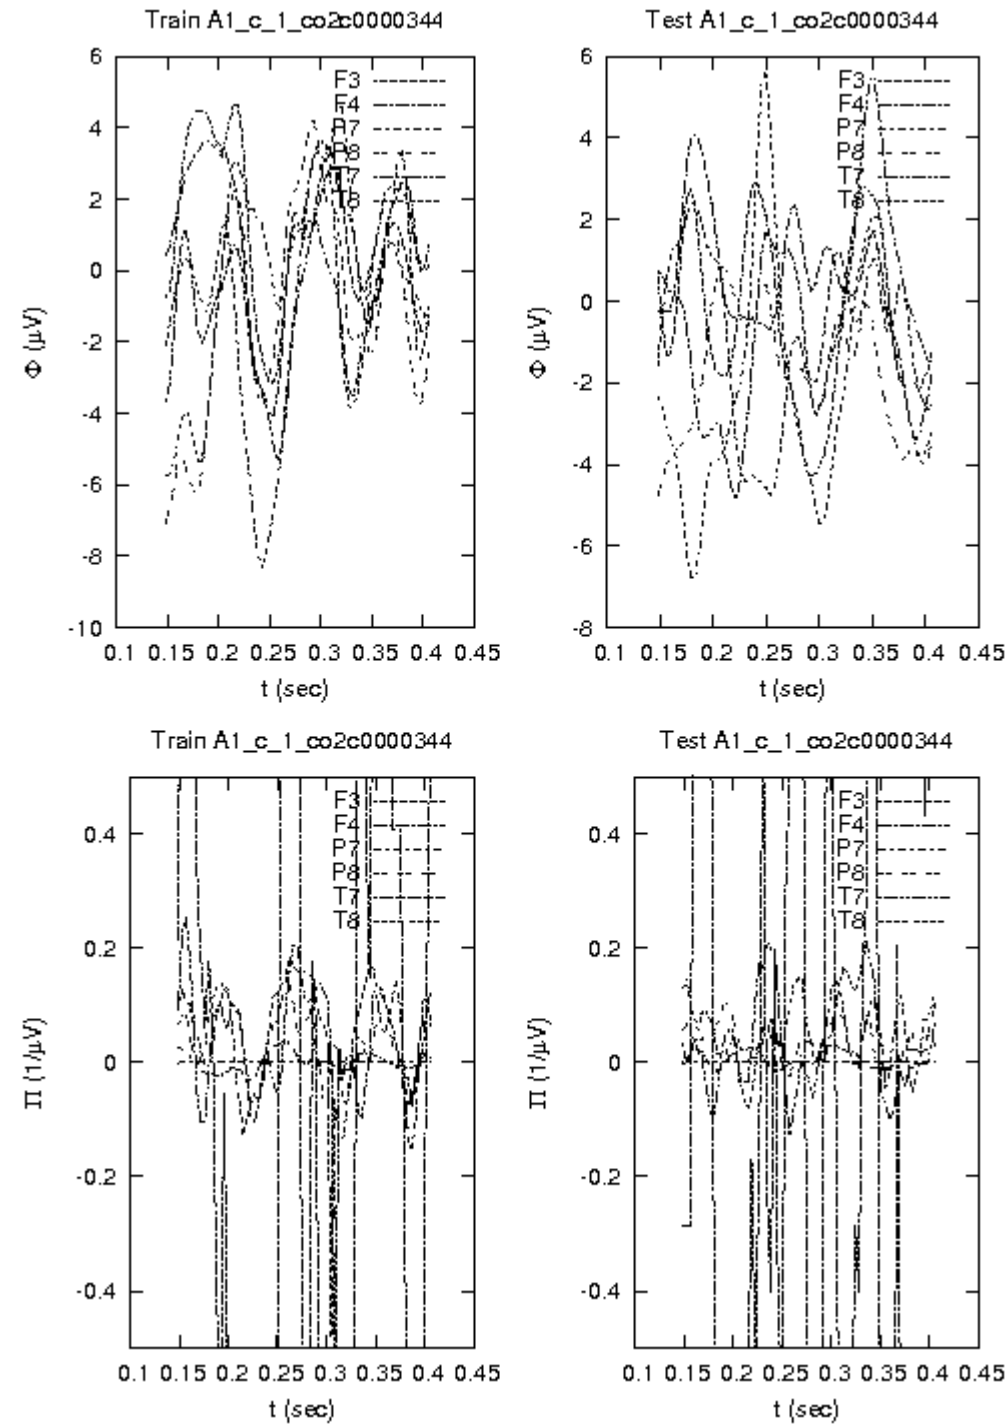 Train A1_c_1_co2c0000344
6
4
2
0
-2
-4
-6
-8
-10
Φ (μV)
F3
F4
P7
P8
T7
T8
0.1 0.15 0.2 0.25 0.3 0.35 0.4 0.45
t (sec)
Test A1_c_1_co2c0000344
6
4
2
0
-2
-4
-6
-8
Φ (μV)
F3
F4
P7
P8
T7
T8
0.1 0.15 0.2 0.25 0.3 0.35 0.4 0.45
t (sec)
Train A1_c_1_co2c0000344
0.4
0.2
0
-0.2
-0.4
Π (1/μV)
F3
F4
P7
P8
T7
T8
0.1 0.15 0.2 0.25 0.3 0.35 0.4 0.45
t (sec)
Test A1_c_1_co2c0000344
0.4
0.2
0
-0.2
-0.4
Π (1/μV)
F3
F4
P7
P8
T7
T8
0.1 0.15 0.2 0.25 0.3 0.35 0.4 0.45
t (sec)